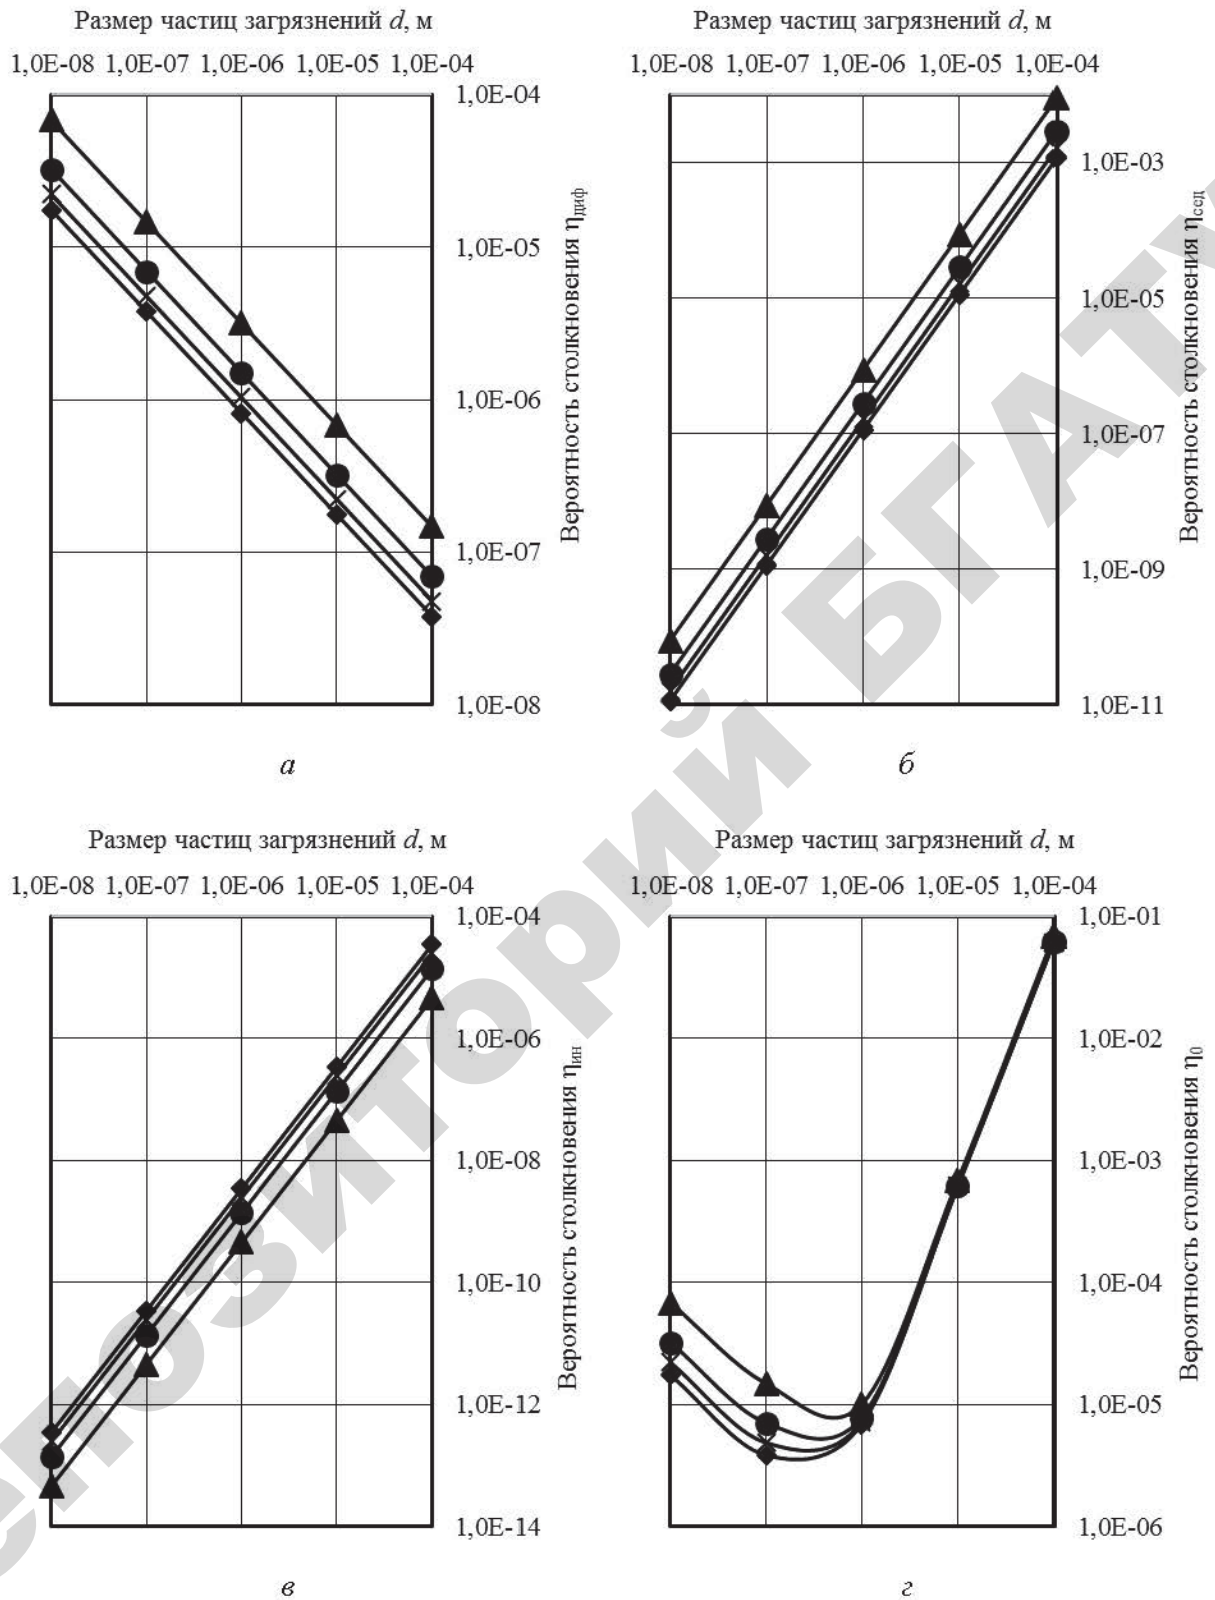 Размер частиц загрязнений d, м
1,0E-08 1,0E-07 1,0E-06 1,0E-05 1,0E-04
1,0E-04
1,0E-05
1,0E-06
1,0E-07
1,0E-08
Вероятность столкновения ηдиф
а
Размер частиц загрязнений d, м
1,0E-08 1,0E-07 1,0E-06 1,0E-05 1,0E-04
1,0E-03
1,0E-05
1,0E-07
1,0E-09
1,0E-11
Вероятность столкновения ηсед
б
Размер частиц загрязнений d, м
1,0E-08 1,0E-07 1,0E-06 1,0E-05 1,0E-04
1,0E-04
1,0E-06
1,0E-08
1,0E-10
1,0E-12
1,0E-14
Вероятность столкновения ηин
в
Размер частиц загрязнений d, м
1,0E-08 1,0E-07 1,0E-06 1,0E-05 1,0E-04
1,0E-01
1,0E-02
1,0E-03
1,0E-04
1,0E-05
1,0E-06
Вероятность столкновения η0
г
епозиторий БГАТУ